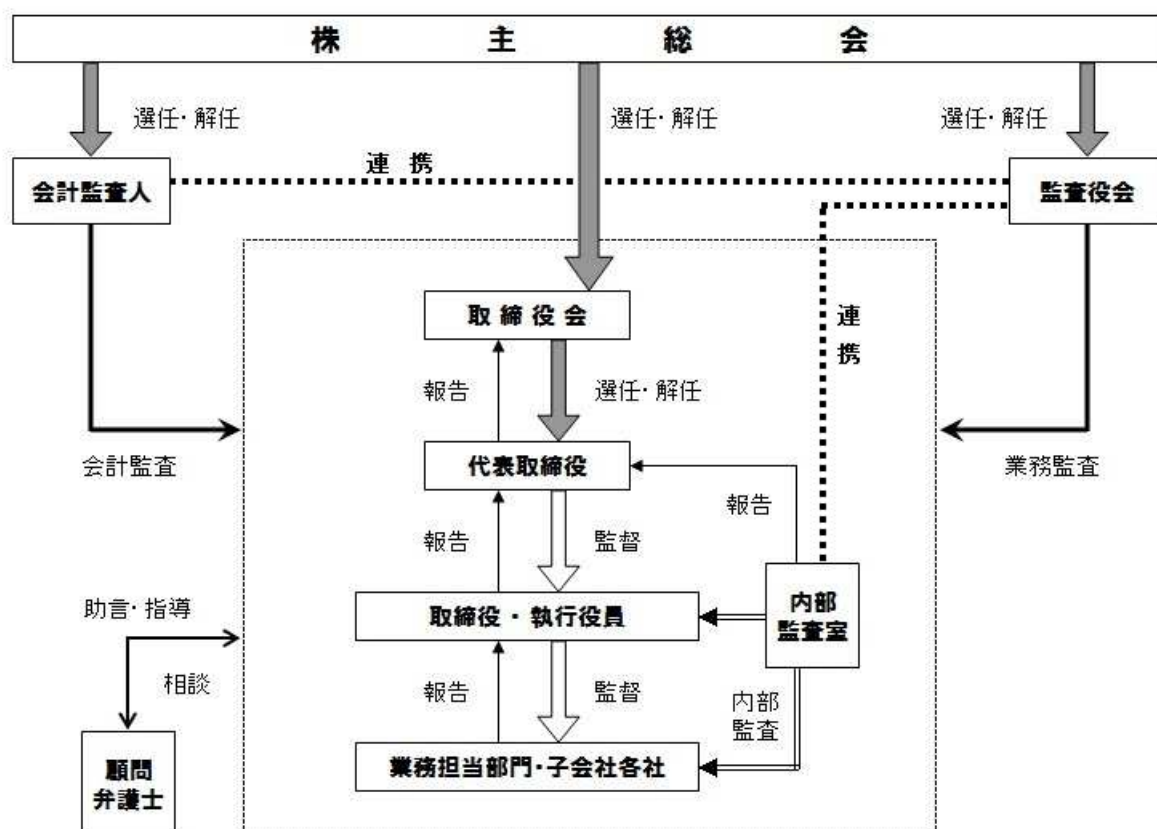 株主総会
選任・解任
選任・解任
選任・解任
連携
会計監査人
監査役会
取締役会
連
携
報告
選任・解任
会計監査
代表取締役
業務監査
報告
報告
監督
助言・指導
取締役・執行役員
内部
監査室
相談
報告
監督
内部
監査
顧問
弁護士
業務担当部門・子会社各社